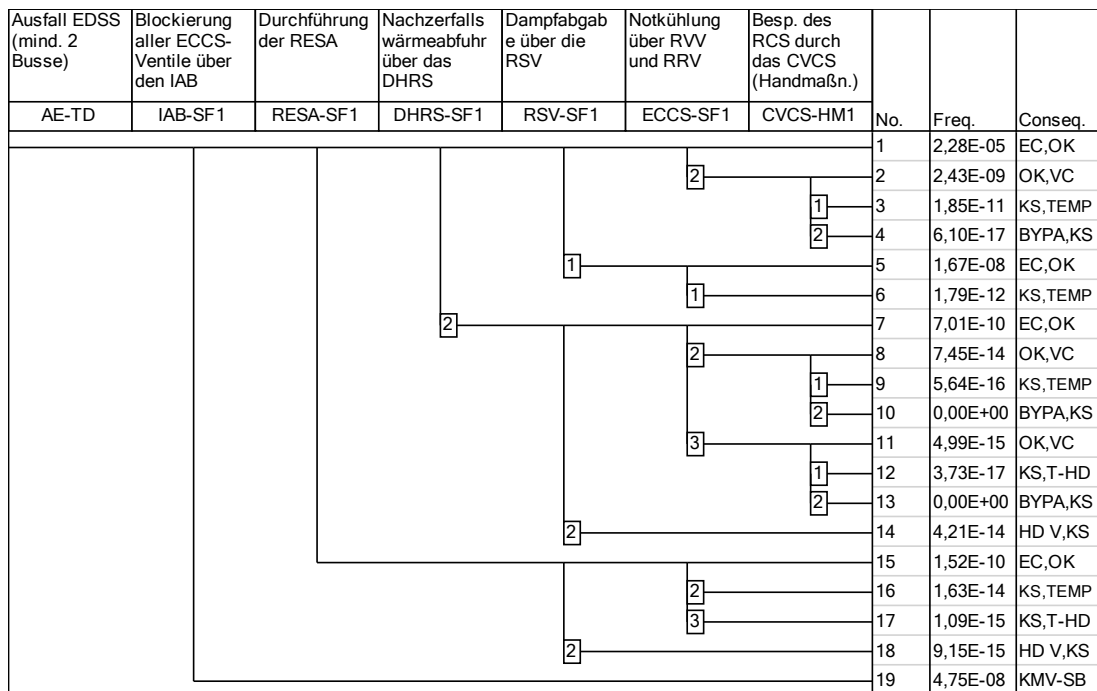 Ausfall EDSS (mind. 2 Busse)
Blockierung aller ECCS-Ventile über den IAB
Durchführung der RESA
Nachzerfalls wärmeabfuhr über das DHRS
Dampfabgab e über die RSV
Notkühlung über RVV und RRV
Besp. des RCS durch das CVCS (Handmaßn.)
AE-TD IAB-SF1 RESA-SF1 DHRS-SF1 RSV-SF1 ECCS-SF1 CVCS-HM1 No. Freq. Conseq.
1 2,28E-05 EC,OK
2 2 2,43E-09 OK,VC
1 3 1,85E-11 KS,TEMP
2 4 6,10E-17 BYPA,KS
1 5 1,67E-08 EC,OK
1 6 1,79E-12 KS,TEMP
2 7 7,01E-10 EC,OK
2 8 7,45E-14 OK,VC
1 9 5,64E-16 KS,TEMP
2 10 0,00E+00 BYPA,KS
3 11 4,99E-15 OK,VC
1 12 3,73E-17 KS,T-HD
2 13 0,00E+00 BYPA,KS
2 14 4,21E-14 HD V,KS
15 1,52E-10 EC,OK
2 16 1,63E-14 KS,TEMP
3 17 1,09E-15 KS,T-HD
2 18 9,15E-15 HD V,KS
19 4,75E-08 KMV-SB